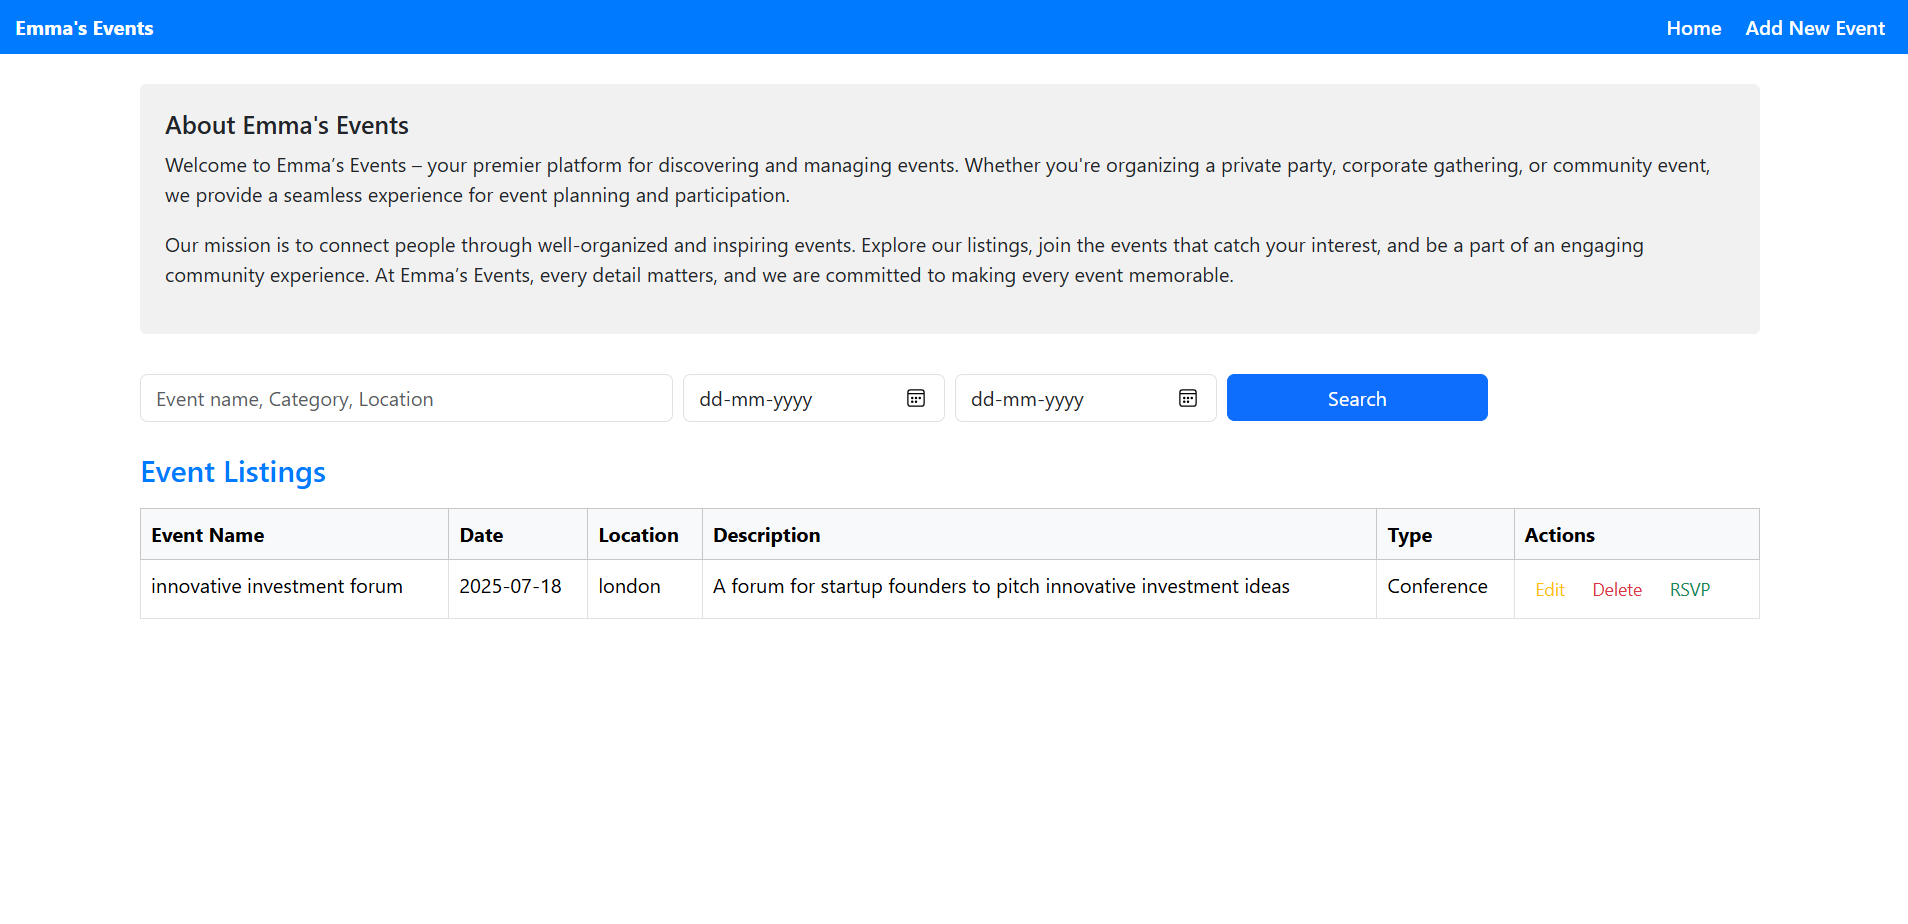 Emma's Events Home Add New Event
About Emma's Events
Welcome to Emma’s Events – your premier platform for discovering and managing events. Whether you're organizing a private party, corporate gathering, or community event,
we provide a seamless experience for event planning and participation.
Our mission is to connect people through well-organized and inspiring events. Explore our listings, join the events that catch your interest, and be a part of an engaging
community experience. At Emma’s Events, every detail matters, and we are committed to making every event memorable.
Event name, Category, Location dd-mm-yyyy dd-mm-yyyy Search
Event Listings
Event Name Date Location Description Type Actions
innovative investment forum 2025-07-18 london A forum for startup founders to pitch innovative investment ideas Conference Edit Delete RSVP